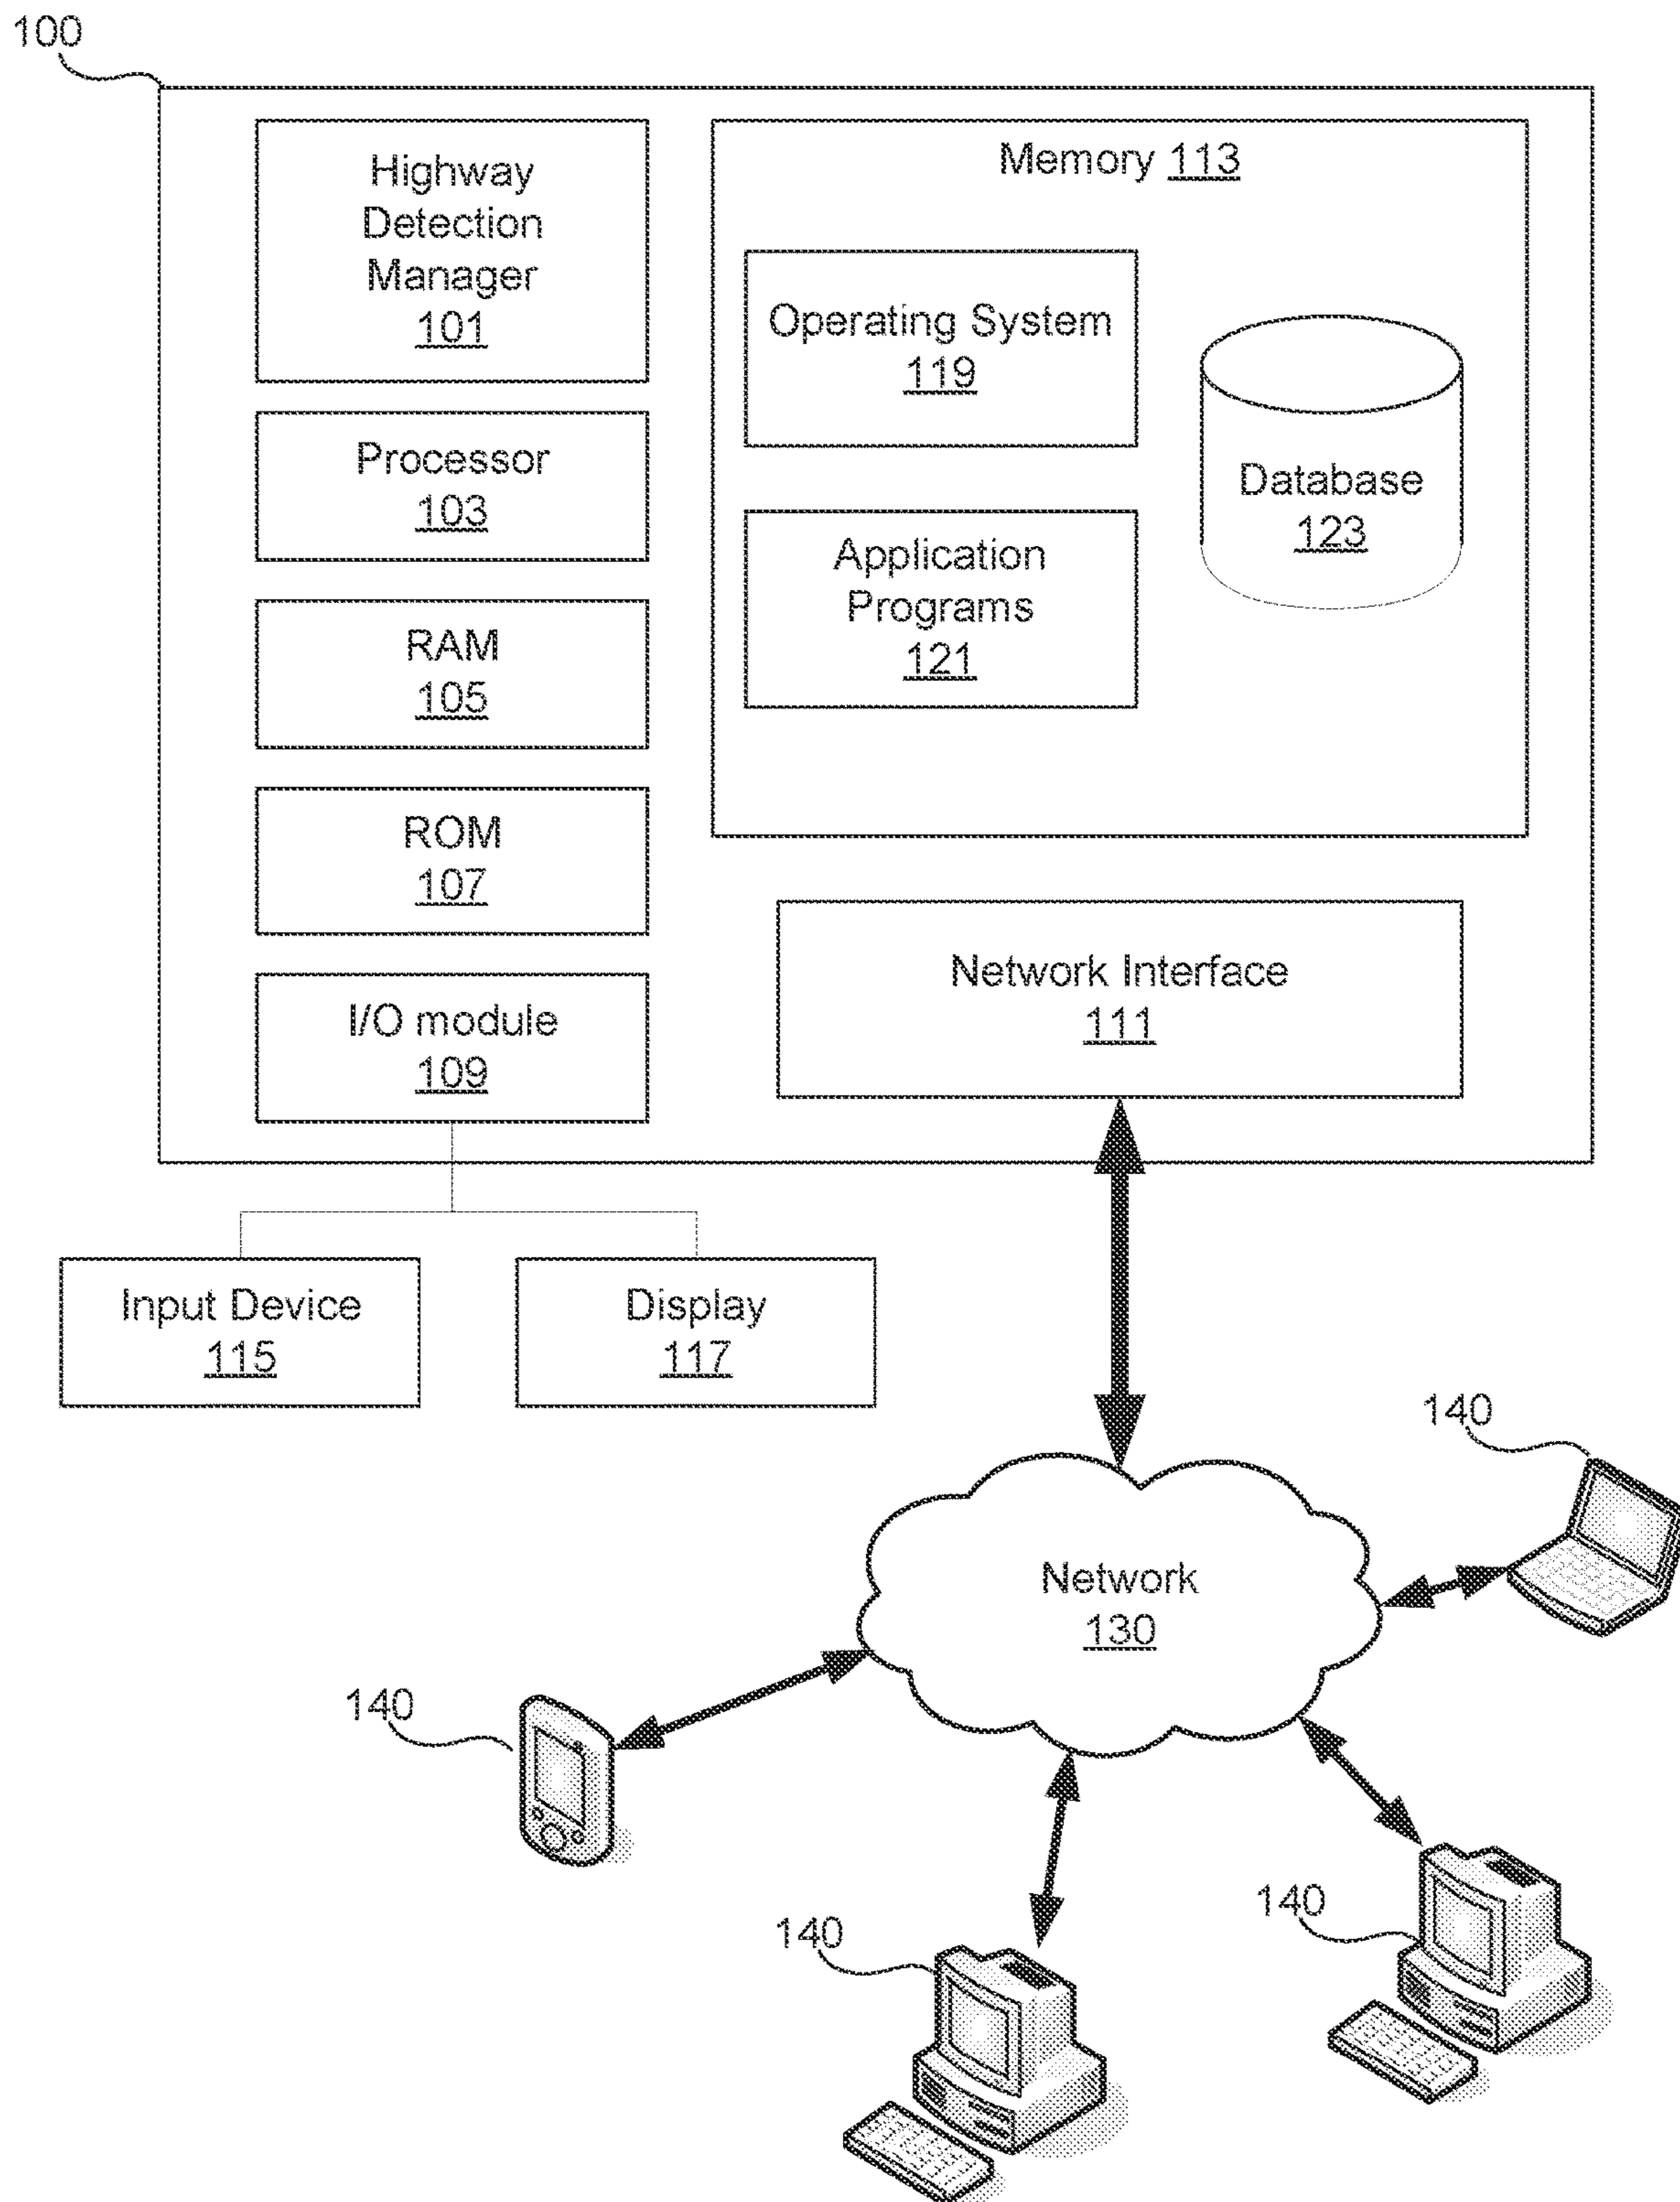 100
Highway
Detection
Manager
101
Processor
103
RAM
105
ROM
107
I/O module
109
Memory 113
Operating System
119
Application
Programs
121
Database
123
Network Interface
111
Input Device
115
Display
117
Network
130
140
140
140
140